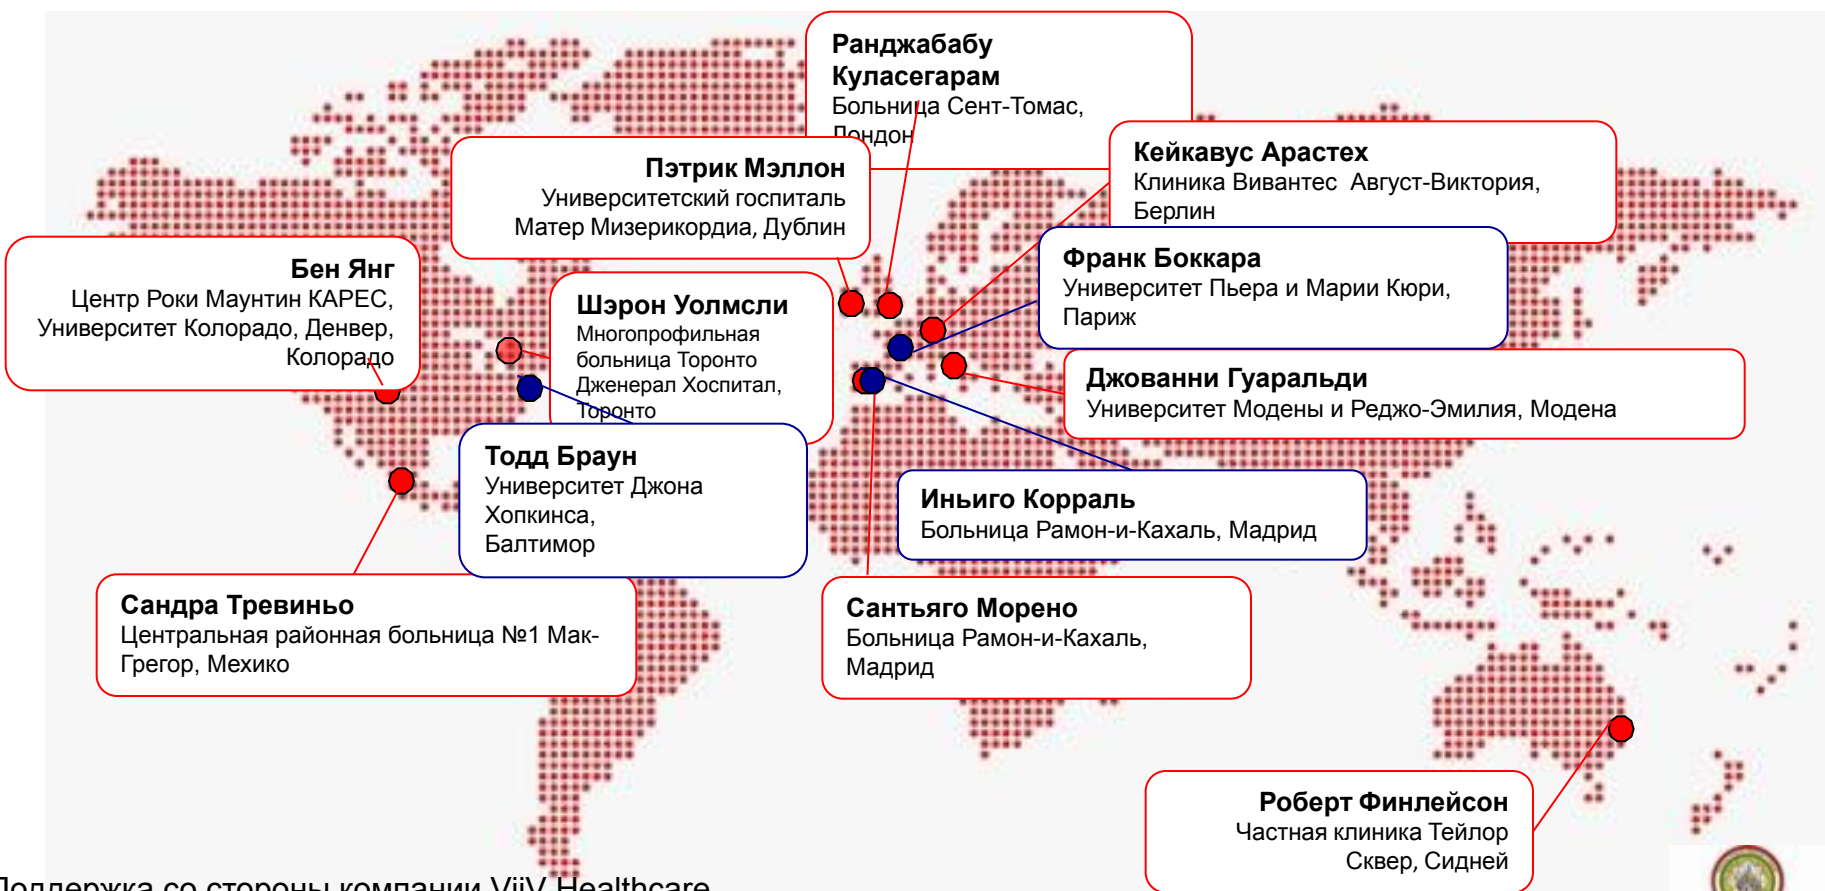 Ранджабабу
Куласегарам
Больница Сент-Томас,
Лондон
Пэтрик Мэллон
Университетский госпиталь
Матер Мизерикордиа, Дублин
Кейкавус Арастех
Клиника Вивантес Август-Виктория,
Берлин
Бен Янг
Центр Роки Маунтин КАРЕС,
Университет Колорадо, Денвер,
Колорадо
Шэрон Уолмсли
Многопрофильная
больница Торонто
Дженерал Хоспитал,
Торонто
Франк Боккара
Университет Пьера и Марии Кюри,
Париж
Джованни Гуаральди
Университет Модены и Реджо-Эмилия, Модена
Тодд Браун
Университет Джона
Хопкинса,
Балтимор
Иньиго Корраль
Больница Рамон-и-Кахаль, Мадрид
Сандра Тревиньо
Центральная районная больница №1 Мак-
Грегор, Мехико
Сантьяго Морено
Больница Рамон-и-Кахаль,
Мадрид
Роберт Финлейсон
Частная клиника Тейлор
Сквер, Сидней
Поддержка со стороны компании ViiV Healthcare